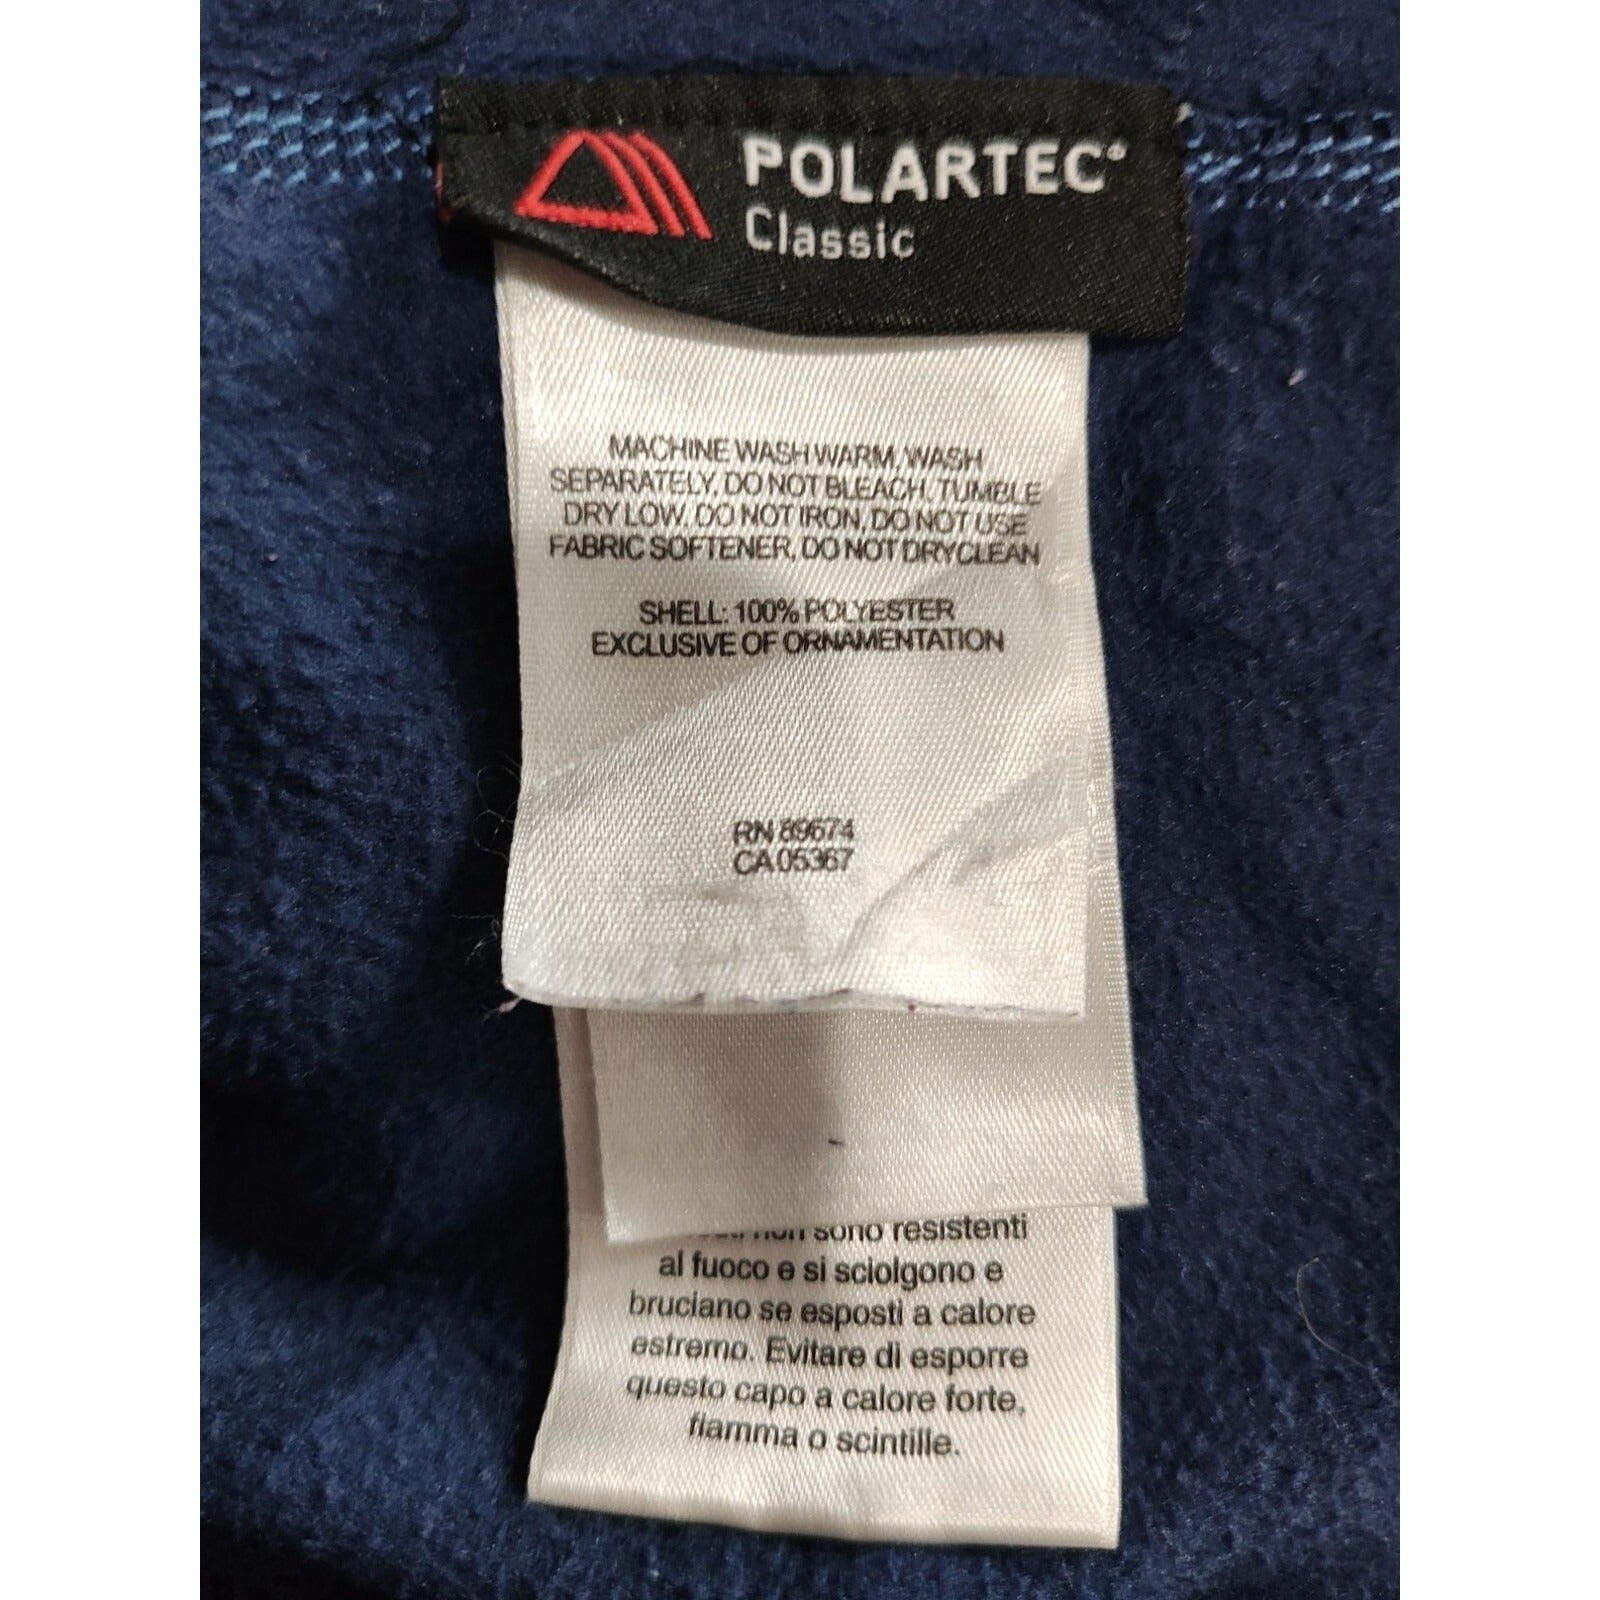 POLARTEC®
Classic
MACHINE WASH WARM, WASH
SEPARATELY, DO NOT BLEACH, TUMBLE
DRY LOW, DO NOT IRON, DO NOT USE
FABRIC SOFTENER, DO NOT DRYCLEAN
SHELL: 100% POLYESTER
EXCLUSIVE OF ORNAMENTATION
RN 89674
CA 05367
non sono resistenti
al fuoco e si sciolgono e
bruciano se esposti a calore
estremo. Evitare di esporre
questo capo a calore forte,
fiamma o scintille.